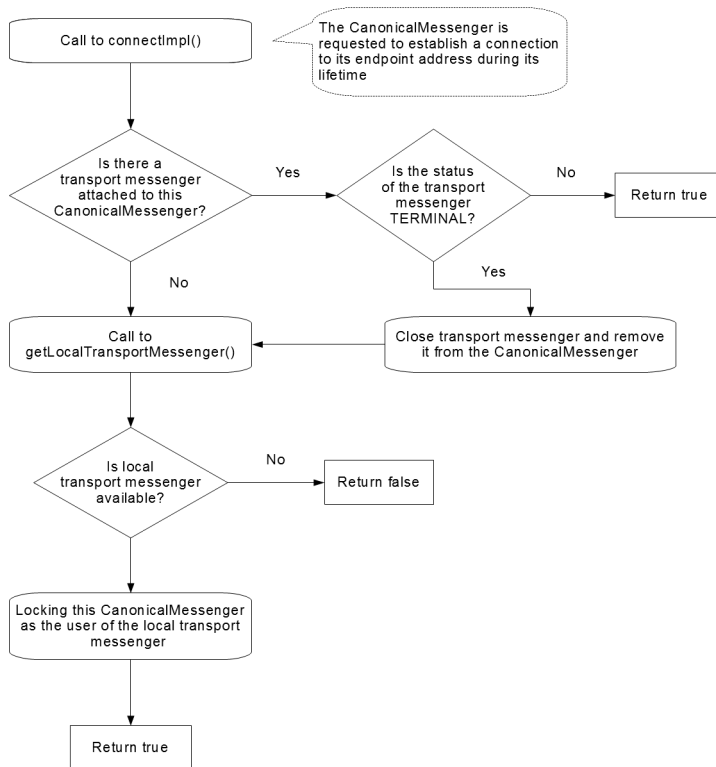 Call to connectImpl()
The CanonicalMessenger is
requested to establish a connection
to its endpoint address during its
lifetime
Is there a
transport messenger
attached to this
CanonicalMessenger?
Yes
Is the status
of the transport
messenger
TERMINAL?
No
Return true
No
Yes
Call to
getLocalTransportMessenger()
Close transport messenger and remove
it from the CanonicalMessenger
Is local
transport messenger
available?
No
Return false
Locking this CanonicalMessenger
as the user of the local transport
messenger
Return true